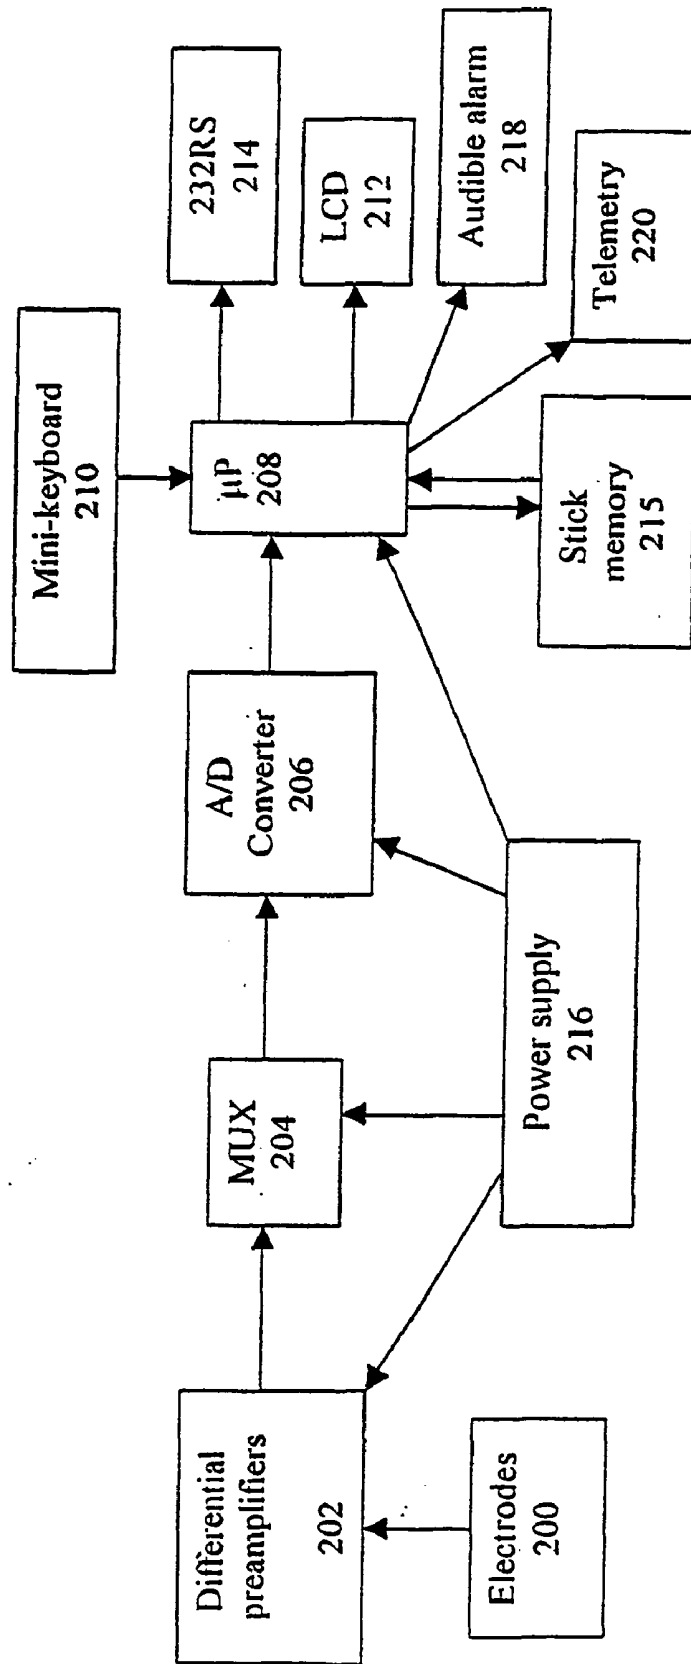 Mini-keyboard
210
232RS
214
LCD
212
Audible alarm
218
Telemetry
220
Differential
preamplifiers
202
MUX
204
A/D
Converter
206
µP
208
Electrodes
200
Power supply
216
Stick
memory
215